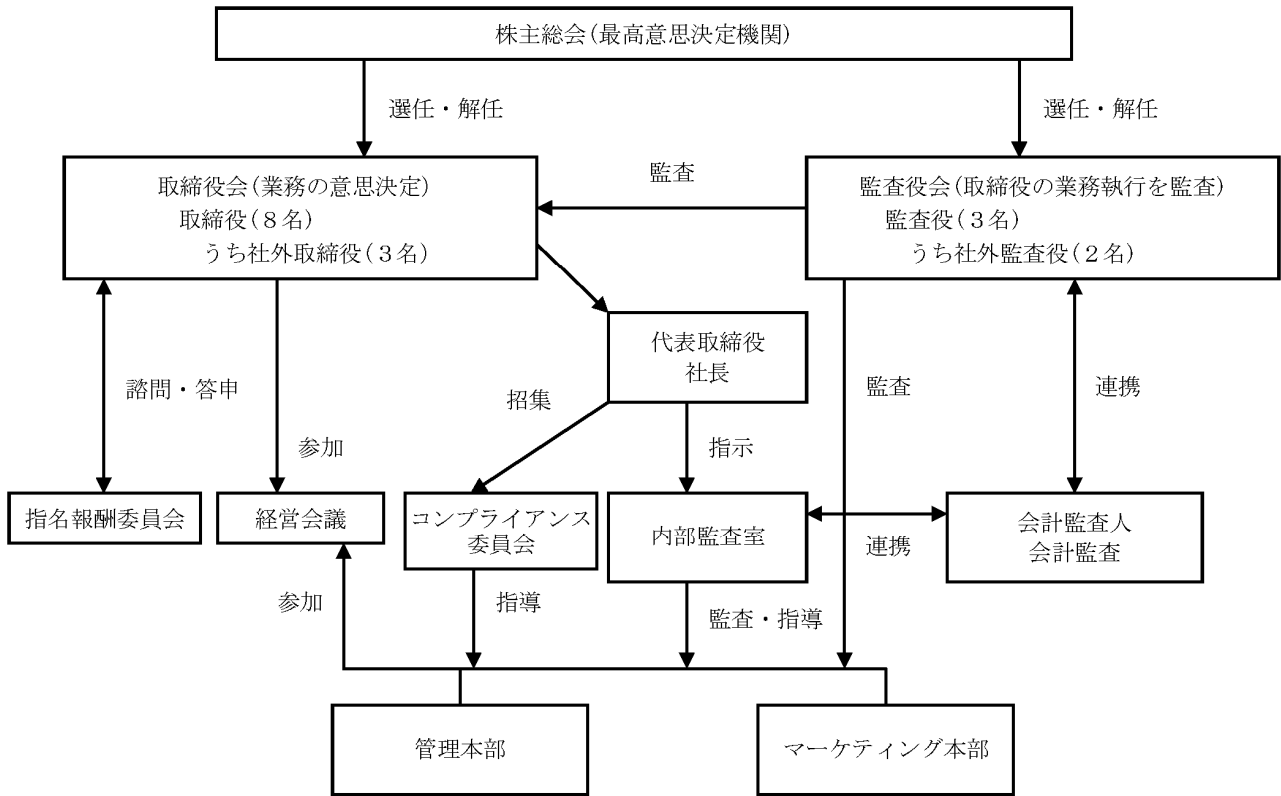 株主総会(最高意思決定機関)
選任・解任
選任・解任
取締役会(業務の意思決定)
取締役(８名)
うち社外取締役(３名)
監査
監査役会(取締役の業務執行を監査)
監査役(３名)
うち社外監査役(２名)
代表取締役
社長
諮問・答申
参加
招集
指示
監査
連携
指名報酬委員会
経営会議
コンプライアンス
委員会
内部監査室
連携
会計監査人
会計監査
参加
指導
監査・指導
管理本部
マーケティング本部